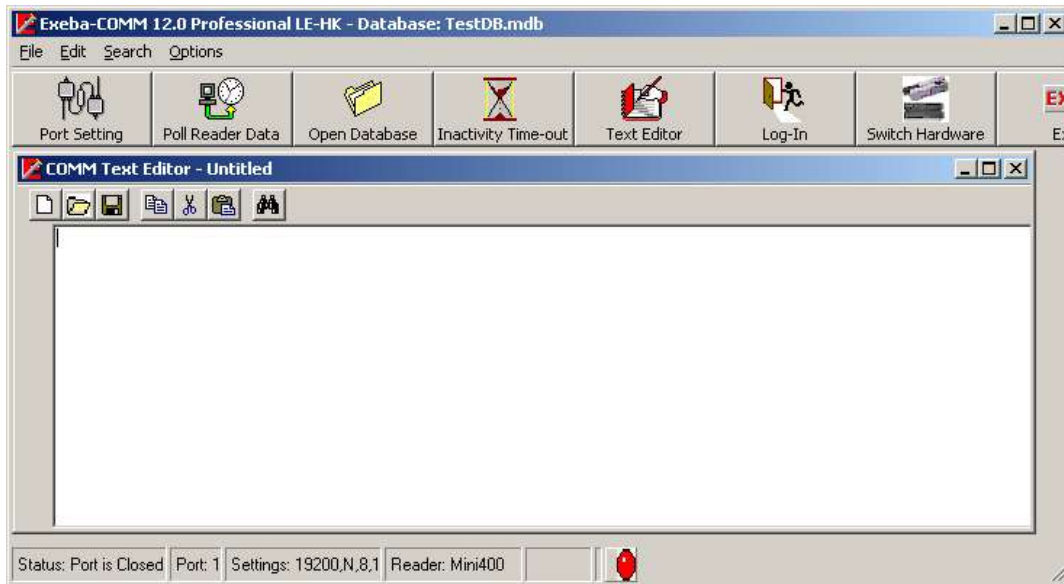 Exeba-COMM 12.0 Professional LE-HK - Database: TestDB.mdb
File Edit Search Options
Port Setting Poll Reader Data Open Database Inactivity Time-out Text Editor Log-In Switch Hardware
COMM Text Editor - Untitled
Status: Port is Closed Port: 1 Settings: 19200,N,8,1 Reader: Mini400